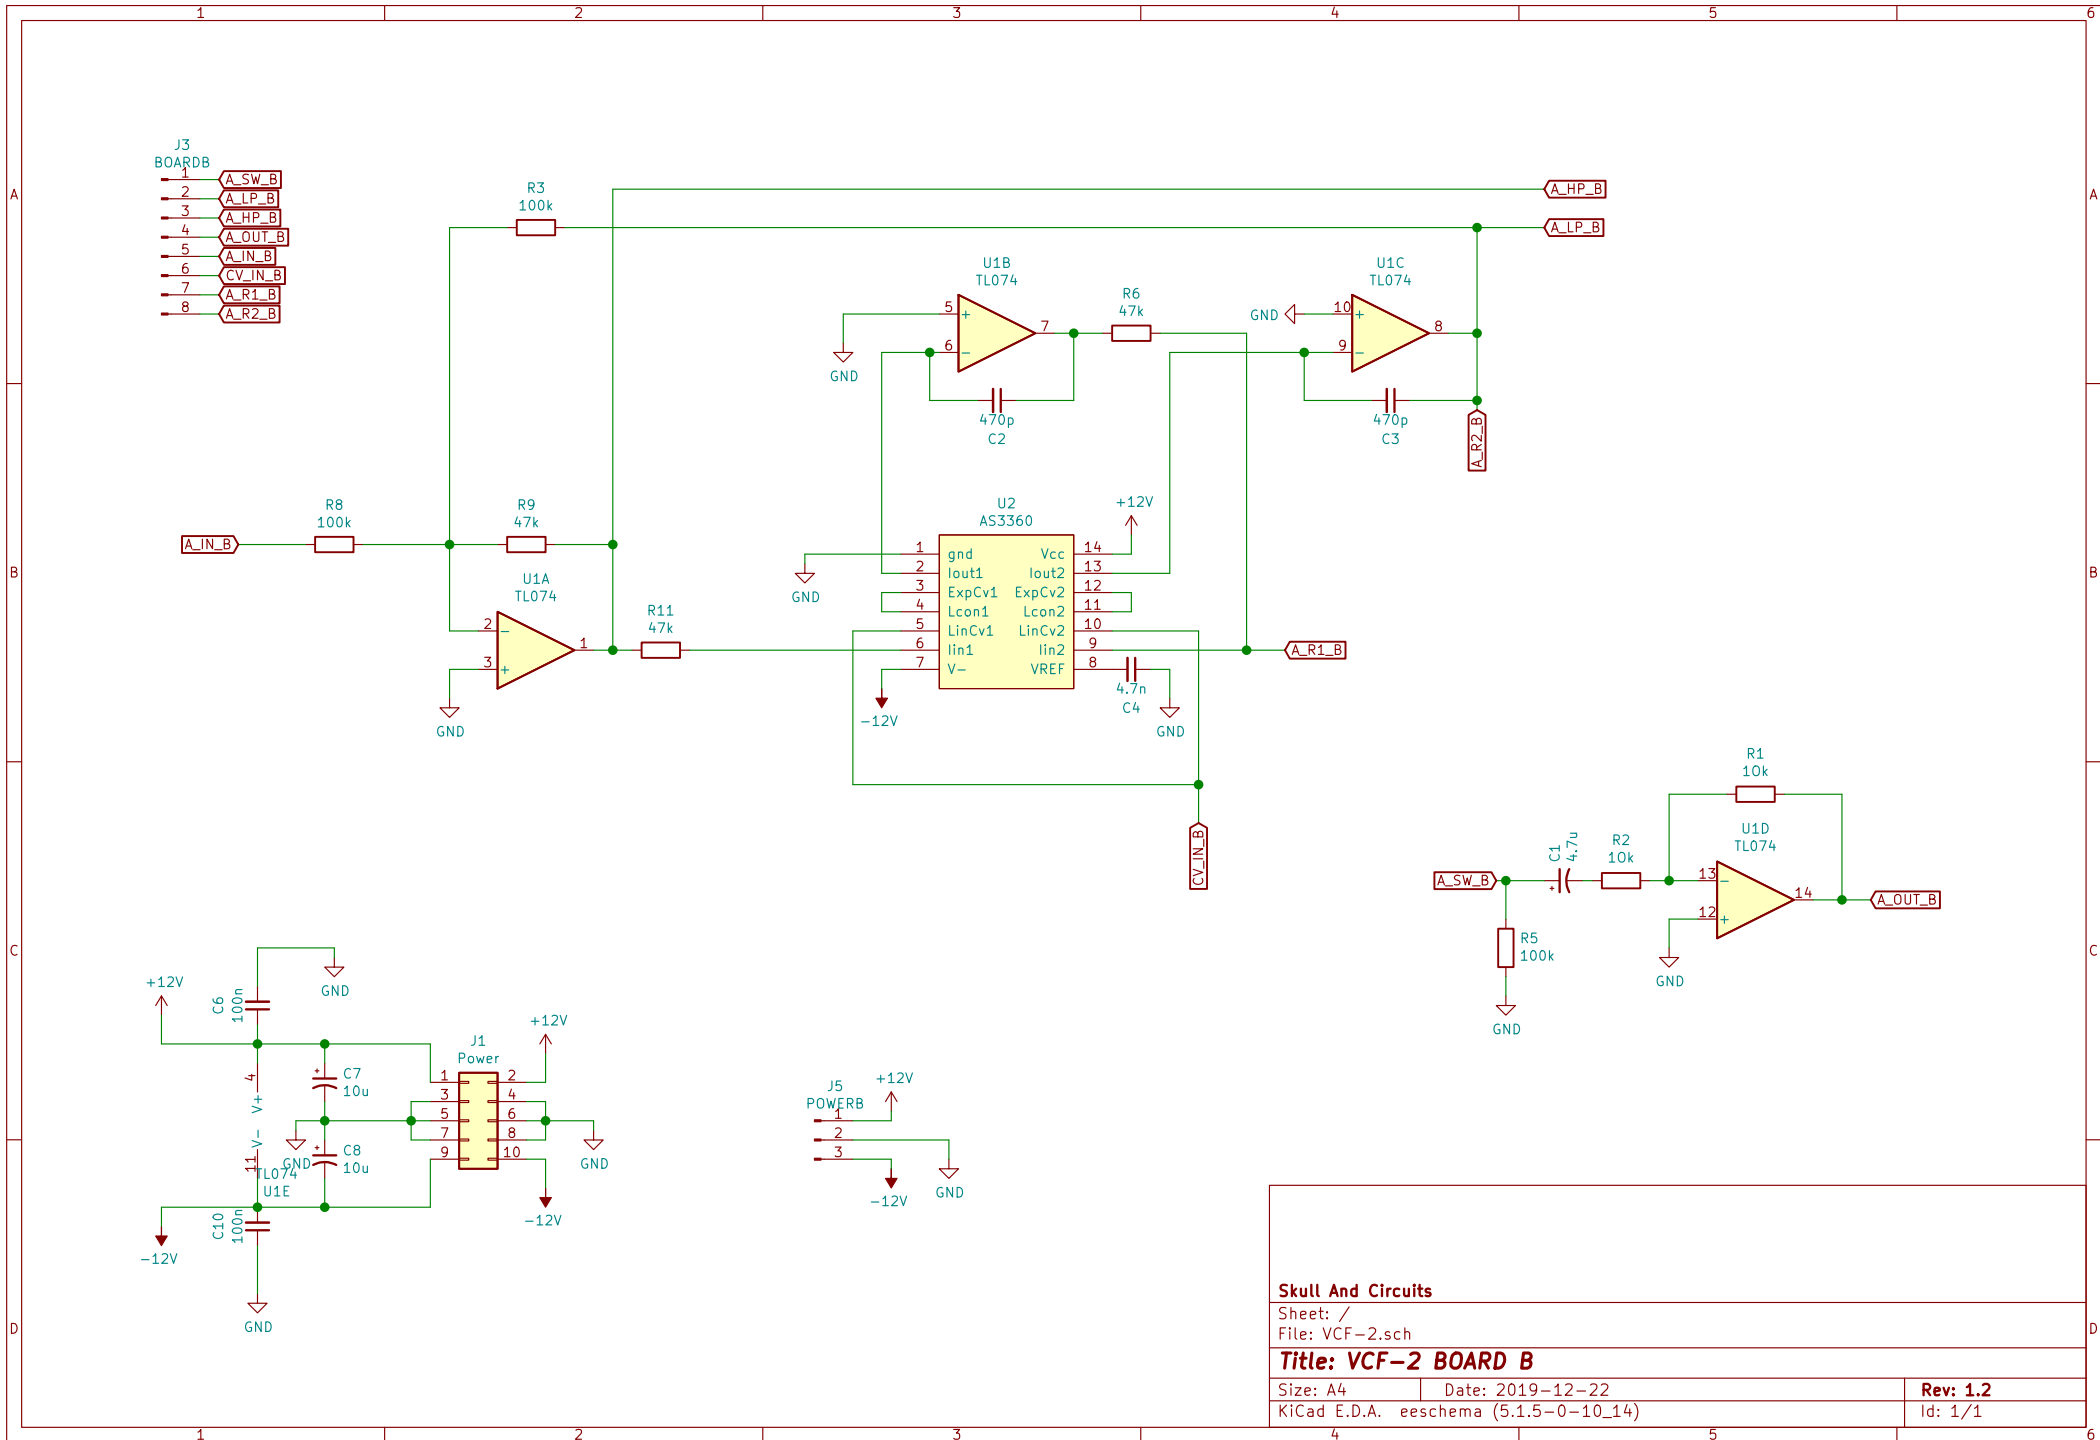 1 2 3 4 5 6
A
B
C
D
A
B
C
D
J3
BOARDB
1 A_SW_B
2 A_LP_B
3 A_HP_B
4 A_OUT_B
5 A_IN_B
6 CV_IN_B
7 A_R1_B
8 A_R2_B
R3
100k
A_HP_B
A_LP_B
U1B
TL074
5 +
6 −
7
GND
470p
C2
R6
47k
U1C
TL074
GND
10 +
9 −
8
470p
C3
A_R2_B
A_IN_B
R8
100k
R9
47k
U1A
TL074
2 −
3 +
1
GND
R11
47k
U2
AS3360
+12V
1 gnd Vcc 14
2 Iout1 Iout2 13
3 ExpCv1 ExpCv2 12
4 Lcon1 Lcon2 11
5 LinCv1 LinCv2 10
6 Iin1 Iin2 9
7 V− VREF 8
GND
−12V
4.7n
C4
GND
A_R1_B
CV_IN_B
R1
10k
U1D
TL074
A_SW_B
C1
4.7u
+
R2
10k
13 −
12 +
14
A_OUT_B
R5
100k
GND
GND
+12V
C6
100n
GND
4 V+
11 V−
TL074
U1E
C7
10u
+
C8
10u
+
GND
C10
100n
−12V
GND
J1
Power
1 2
3 4
5 6
7 8
9 10
+12V
GND
−12V
J5
POWERB
1
2
3
+12V
−12V
GND
Skull And Circuits
Sheet: /
File: VCF−2.sch
Title: VCF−2 BOARD B
Size: A4 Date: 2019−12−22 Rev: 1.2
KiCad E.D.A. eeschema (5.1.5−0−10_14) Id: 1/1
1 2 3 4 5 6